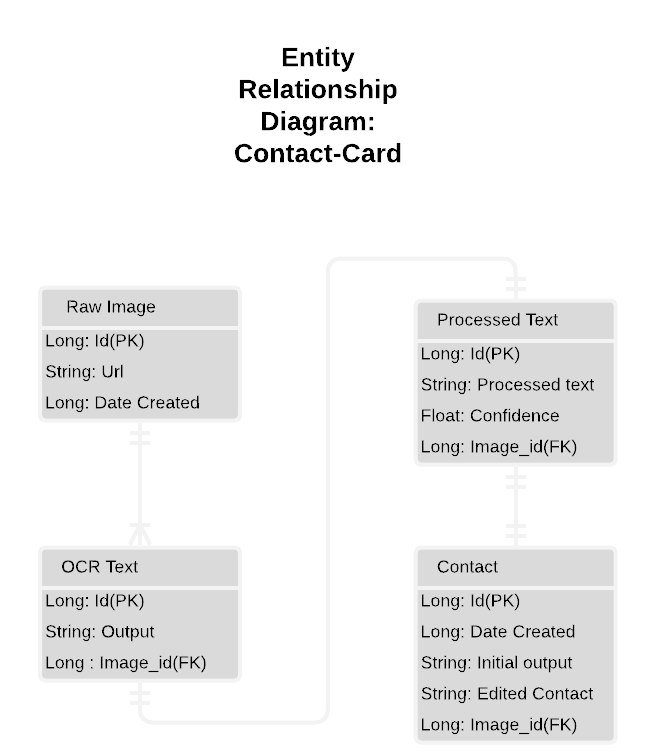 Entity
Relationship
Diagram:
Contact-Card
Raw Image
Long: Id(PK)
String: Url
Long: Date Created
OCR Text
Long: Id(PK)
String: Output
Long : Image_id(FK)
Processed Text
Long: Id(PK)
String: Processed text
Float: Confidence
Long: Image_id(FK)
Contact
Long: Id(PK)
Long: Date Created
String: Initial output
String: Edited Contact
Long: Image_id(FK)